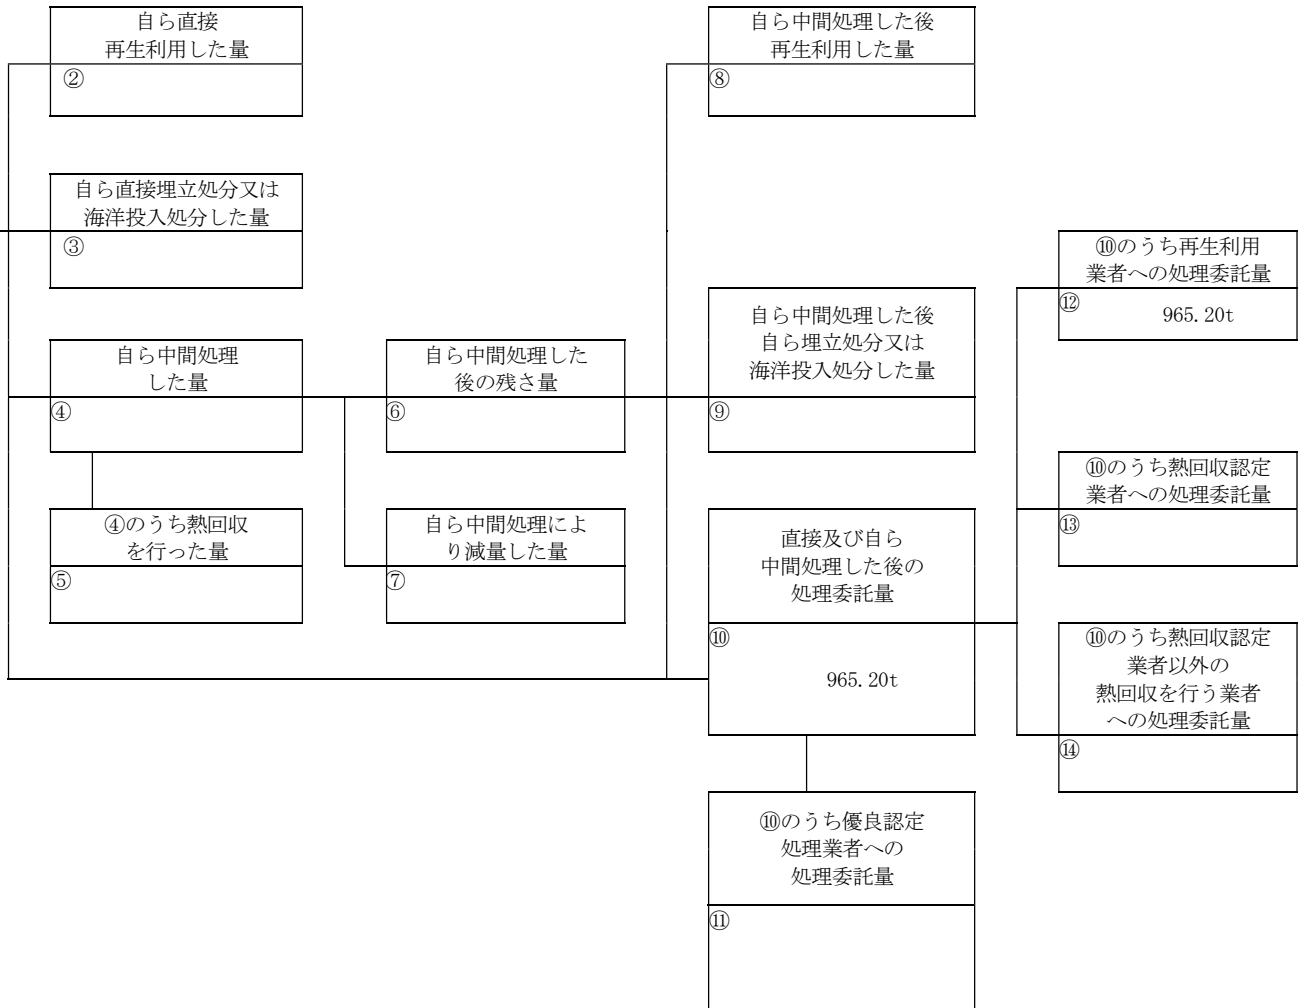 自ら直接
再生利用した量
②
自ら直接埋立処分又は
海洋投入処分した量
③
自ら中間処理
した量
④
④のうち熱回収
を行った量
⑤
自ら中間処理した
後の残さ量
⑥
自ら中間処理によ
り減量した量
⑦
自ら中間処理した後
再生利用した量
⑧
自ら中間処理した後
自ら埋立処分又は
海洋投入処分した量
⑨
直接及び自ら
中間処理した後の
処理委託量
⑩
965.20t
⑩のうち優良認定
処理業者への
処理委託量
⑪
⑩のうち再生利用
業者への処理委託量
⑫
965.20t
⑩のうち熱回収認定
業者への処理委託量
⑬
⑩のうち熱回収認定
業者以外の
熱回収を行う業者
への処理委託量
⑭